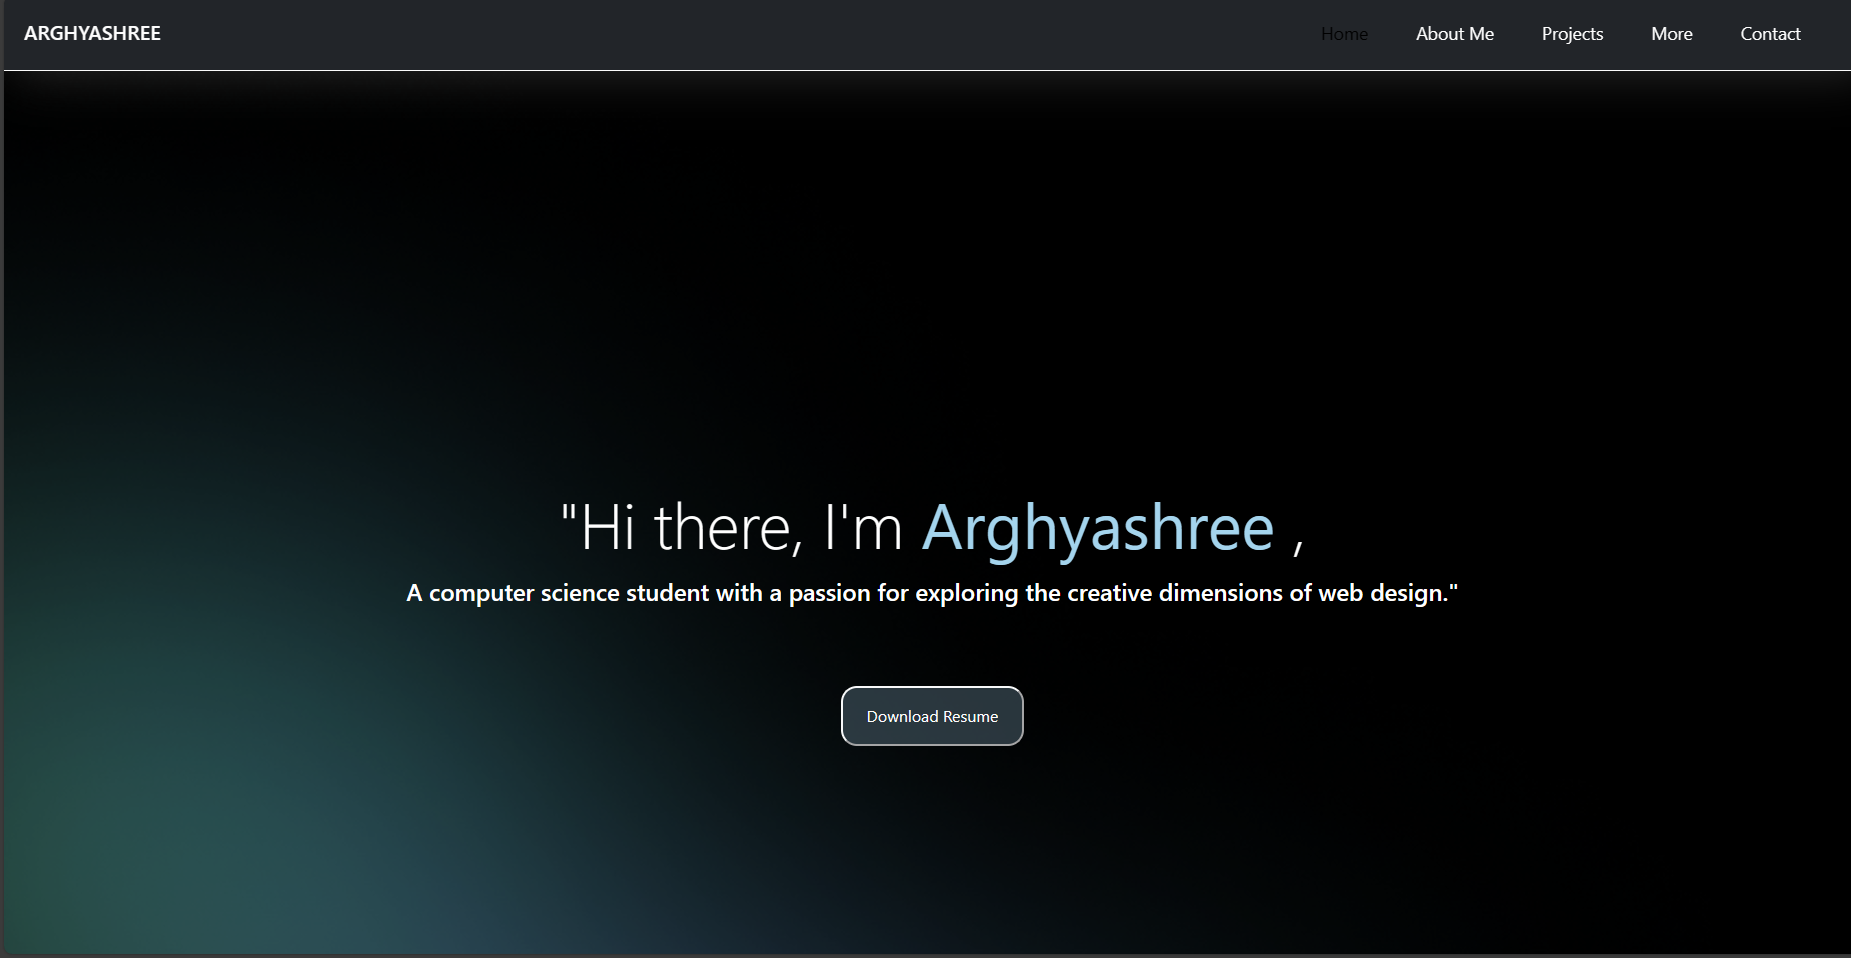 ARGHYASHREE Home About Me Projects More Contact
"Hi there, I'm Arghyashree ,
A computer science student with a passion for exploring the creative dimensions of web design."
Download Resume